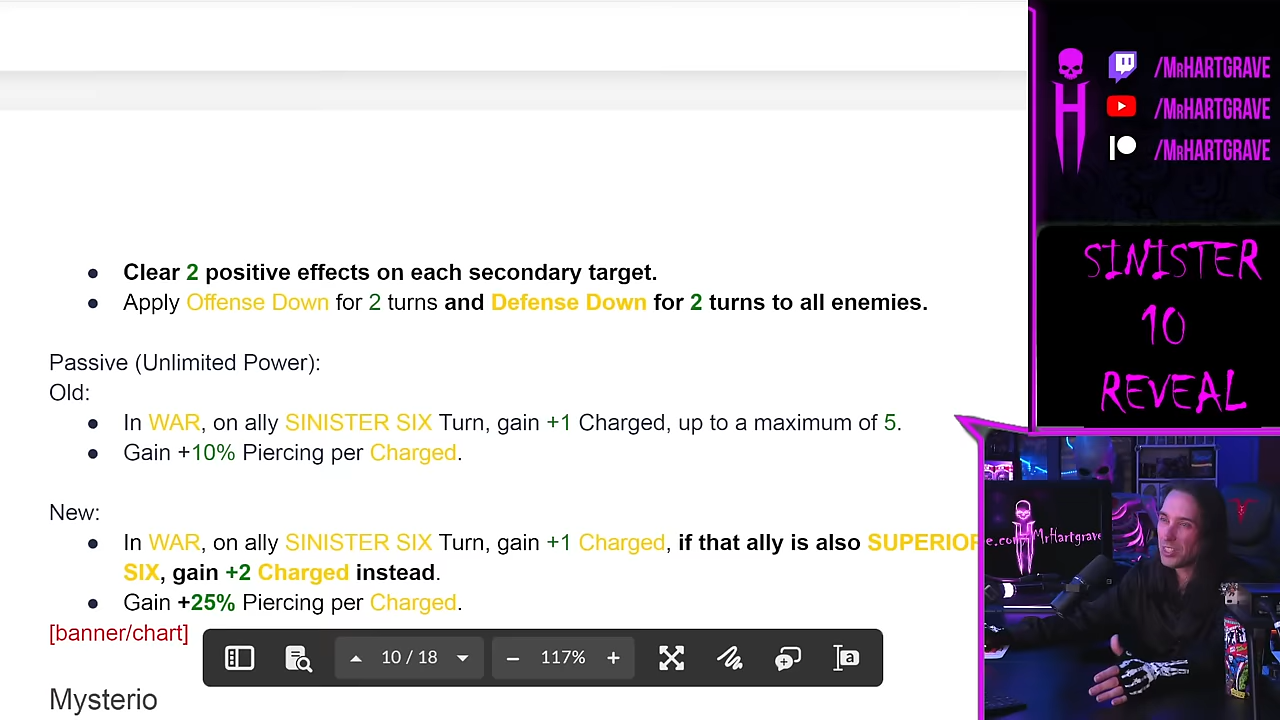 Clear 2 positive effects on each secondary target.
Apply Offense Down for 2 turns and Defense Down for 2 turns to all enemies.
Passive (Unlimited Power):
Old:
In WAR, on ally SINISTER SIX Turn, gain +1 Charged, up to a maximum of 5.
Gain +10% Piercing per Charged.
New:
In WAR, on ally SINISTER SIX Turn, gain +1 Charged, if that ally is also SUPERIOR
SIX, gain +2 Charged instead.
Gain +25% Piercing per Charged.
[banner/chart]
10 / 18
117%
Mysterio
/MrHARTGRAVE
/MrHARTGRAVE
/MrHARTGRAVE
SINISTER
10
REVEAL
e.com/MrHartgrave